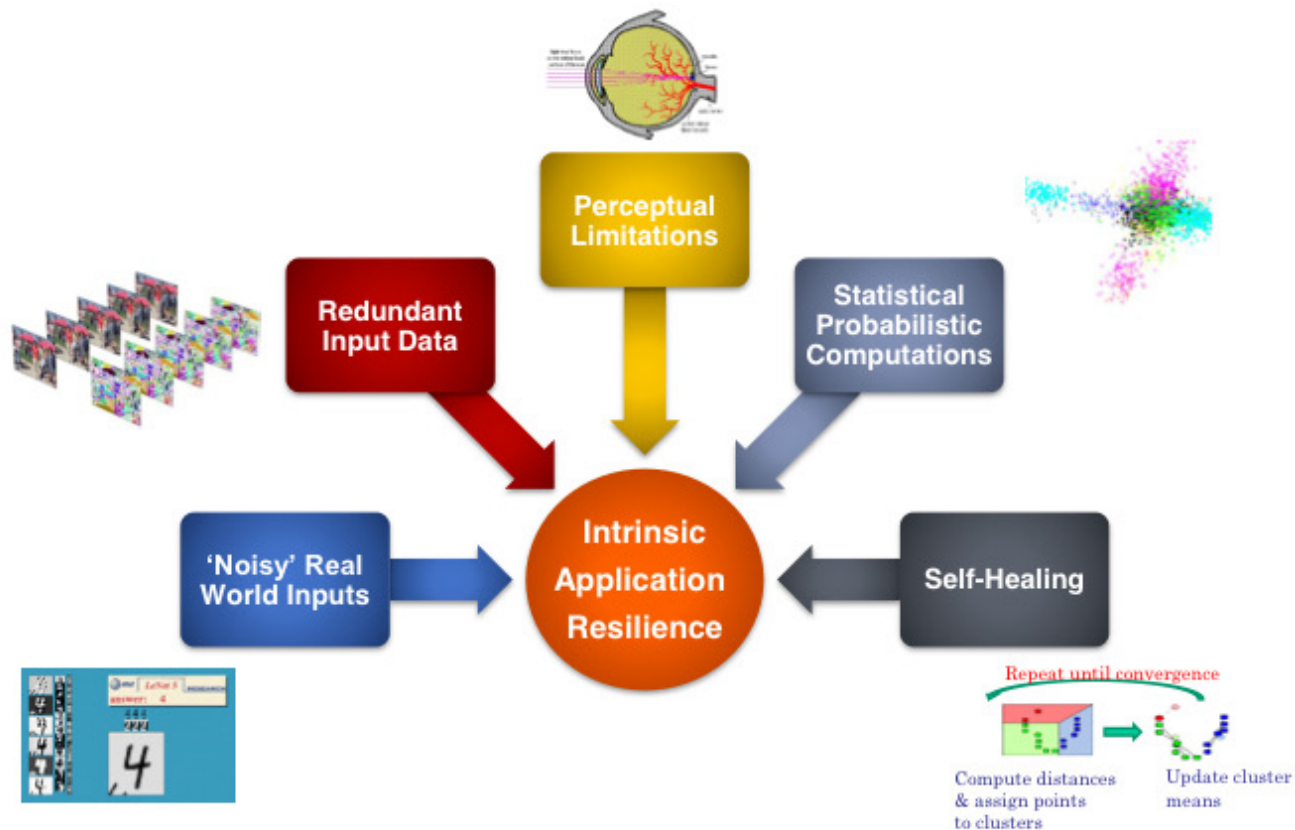 Perceptual
Limitations
Redundant
Input Data
Statistical
Probabilistic
Computations
'Noisy' Real
World Inputs
Intrinsic
Application
Resilience
Self-Healing
LeNet 5
RESEARCH
answer: 4
4
Repeat until convergence
Compute distances
& assign points
to clusters
Update cluster
means